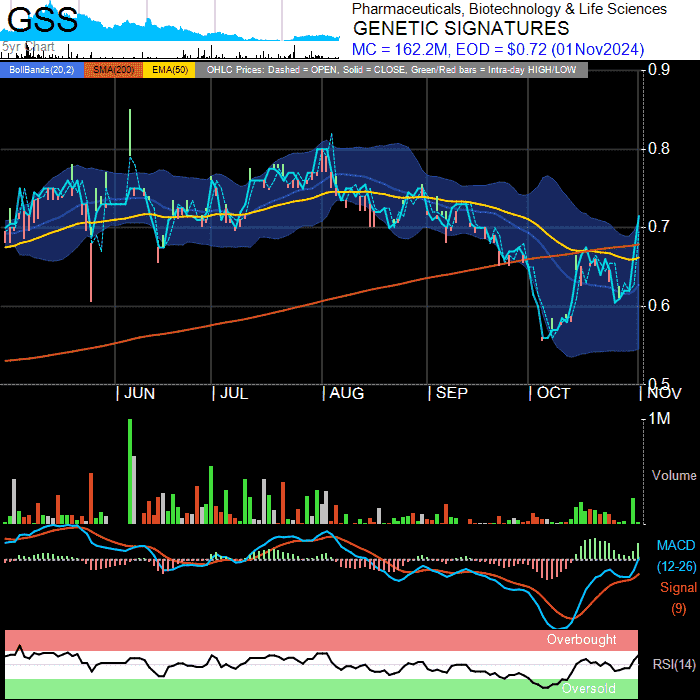 GSS
Pharmaceuticals, Biotechnology & Life Sciences
GENETIC SIGNATURES
5yr Chart
MC = 162.2M, EOD = $0.72 (01Nov2024)
BollBands(20,2) SMA(200) EMA(50) OHLC Prices: Dashed = OPEN, Solid = CLOSE, Green/Red bars = Intra-day HIGH/LOW
0.9
0.8
0.7
0.6
0.5
JUN JUL AUG SEP OCT NOV
1M
Volume
MACD
(12-26)
Signal
(9)
Overbought
RSI(14)
Oversold